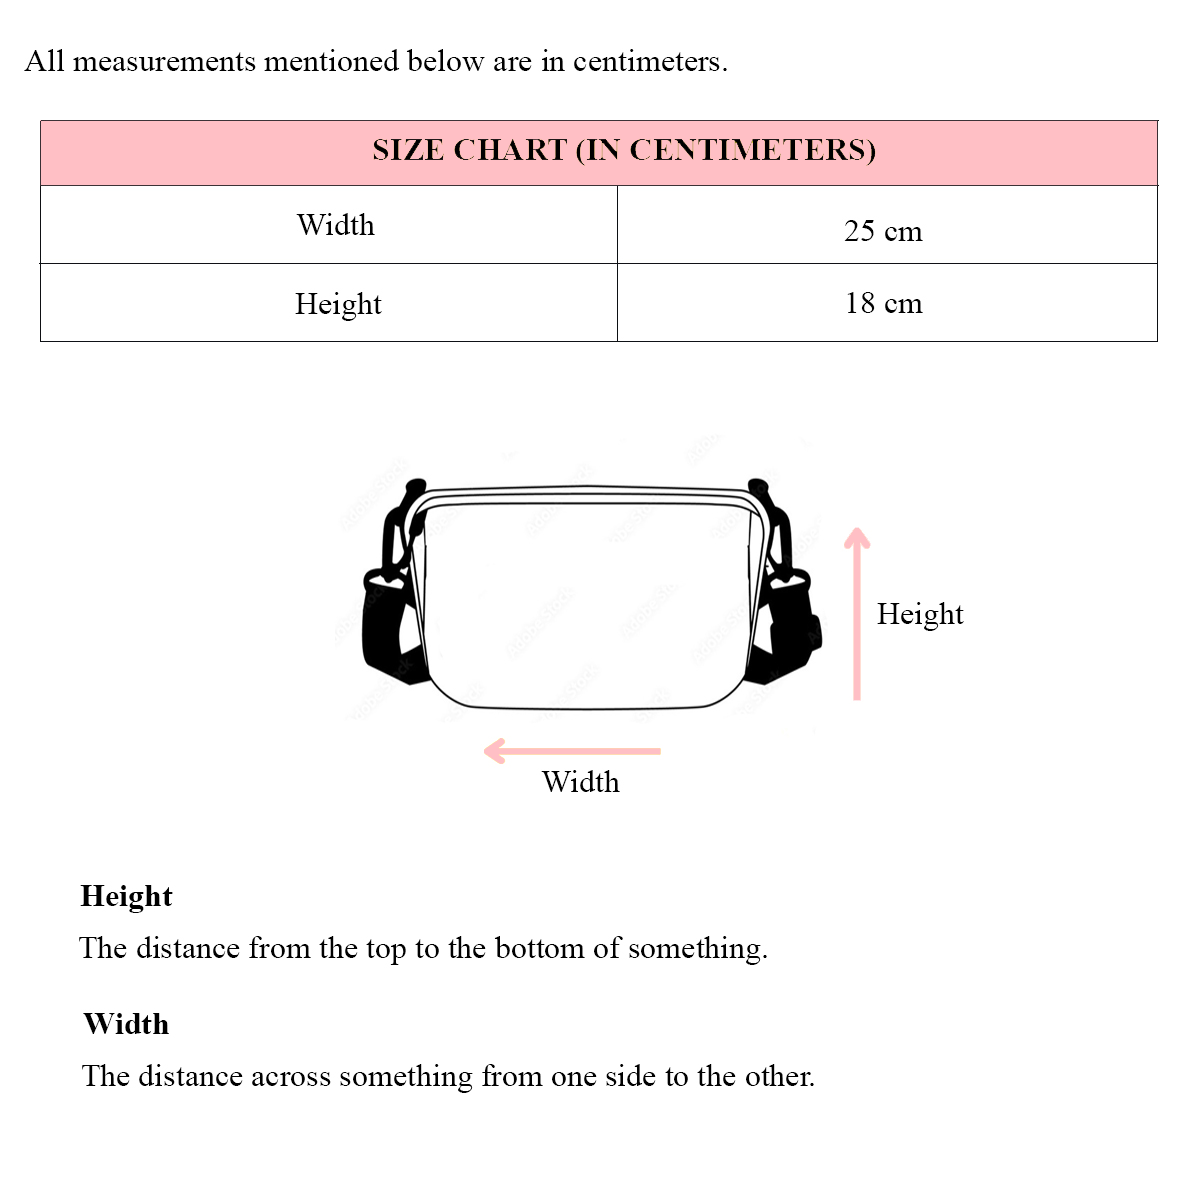 All measurements mentioned below are in centimeters.
SIZE CHART (IN CENTIMETERS)
Width 25 cm
Height 18 cm
Height
Width
Height
The distance from the top to the bottom of something.
Width
The distance across something from one side to the other.